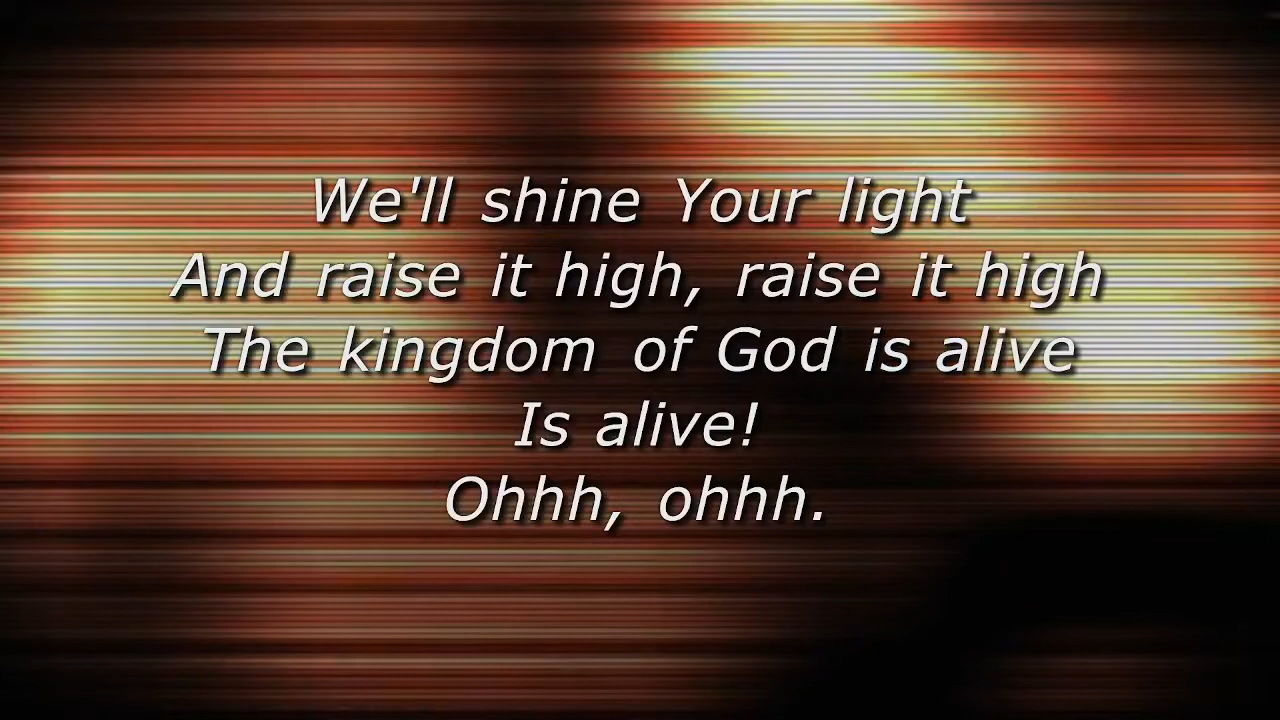 We'll shine Your light
And raise it high, raise it high
The kingdom of God is alive
Is alive!
Ohhh, ohhh.